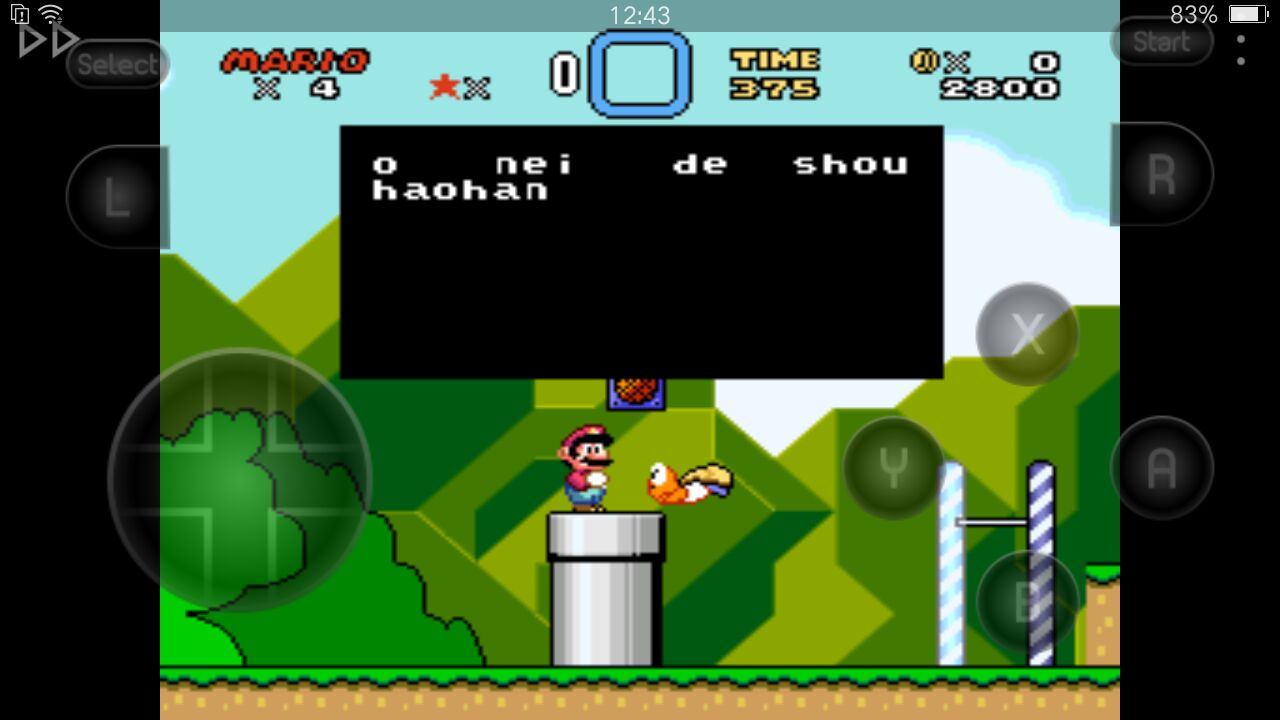 12:43
83%
Select
Start
MARIO
x 4
★x 0
TIME
375
x 0
2800
o nei de shou
haohan
L
R
X
Y
A
B